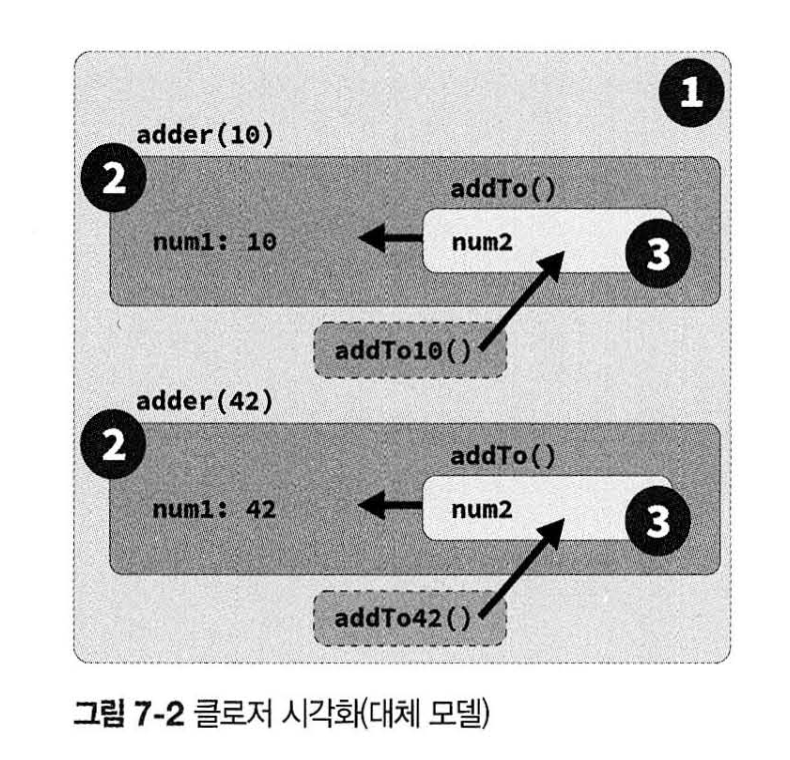 1
adder(10)
2
addTo()
num1: 10
num2
3
addTo10()
adder(42)
2
addTo()
num1: 42
num2
3
addTo42()
그림 7-2 클로저 시각화(대체 모델)